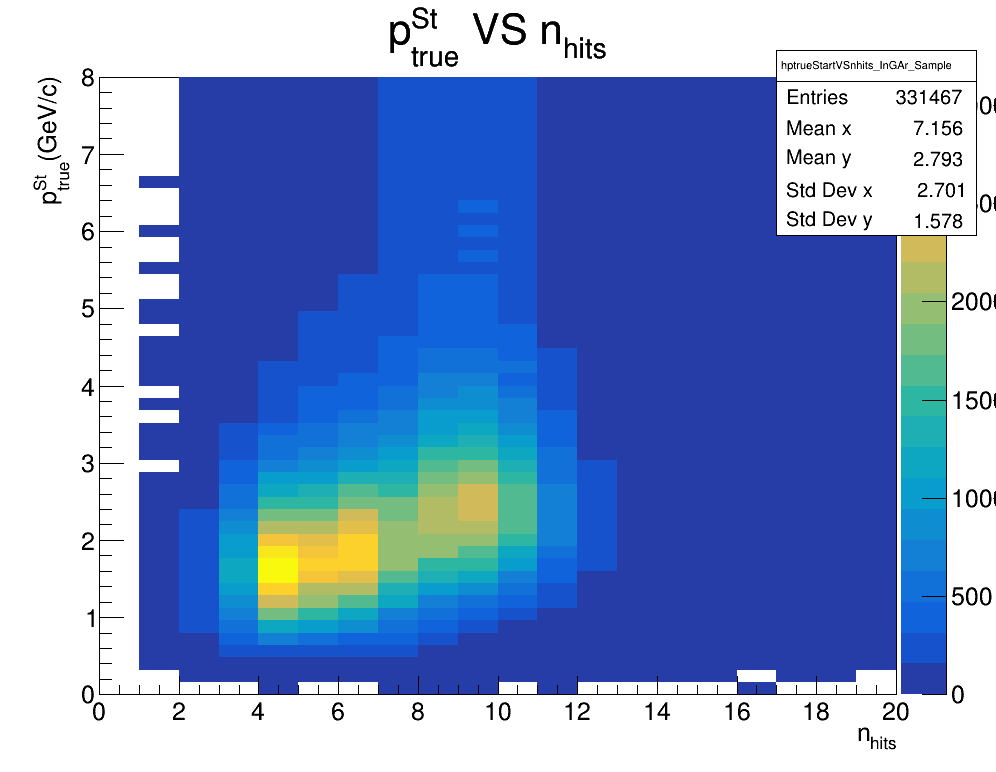 p^St_true VS n_hits
hptrueStartVSnhits_InGAr_Sample
Entries 331467
Mean x 7.156
Mean y 2.793
Std Dev x 2.701
Std Dev y 1.578
p^St_true (GeV/c)
8
7
6
5
4
3
2
1
0
0 2 4 6 8 10 12 14 16 18 20
n_hits
2000
1500
1000
500
0